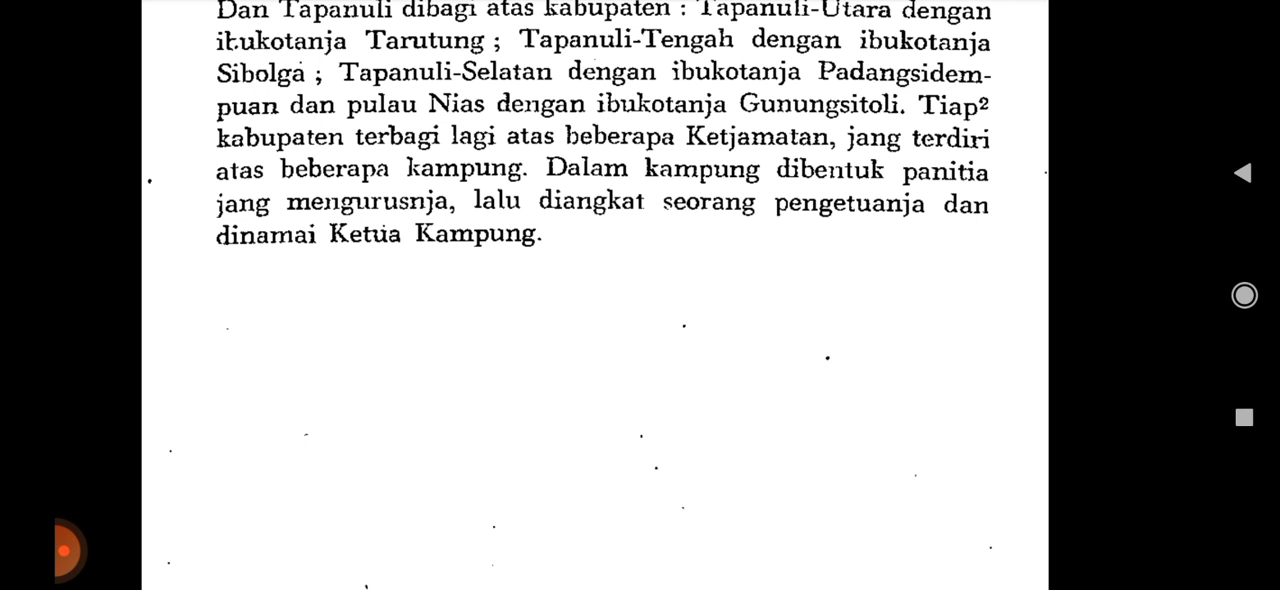 Dan Tapanuli dibagi atas kabupaten : Tapanuli-Utara dengan
ibukotanja Tarutung ; Tapanuli-Tengah dengan ibukotanja
Sibolga ; Tapanuli-Selatan dengan ibukotanja Padangsidem-
puan dan pulau Nias dengan ibukotanja Gunungsitoli. Tiap²
kabupaten terbagi lagi atas beberapa Ketjamatan, jang terdiri
atas beberapa kampung. Dalam kampung dibentuk panitia
jang mengurusnja, lalu diangkat seorang pengetuanja dan
dinamai Ketua Kampung.